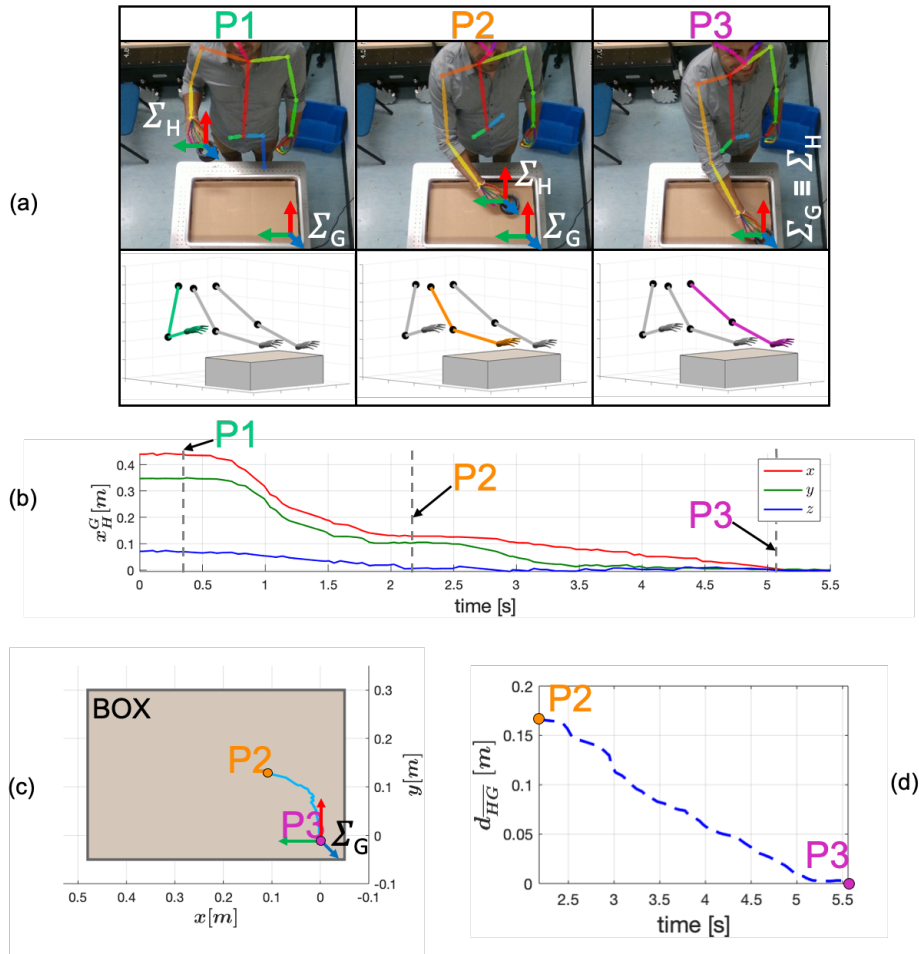 P1 P2 P3
(a)
Σ_H
Σ_G
Σ_H
Σ_G
Σ_G ≡ Σ_H
(b)
P1
P2
P3
x_H^G[m]
0.4
0.3
0.2
0.1
0
0 0.5 1 1.5 2 2.5 3 3.5 4 4.5 5 5.5
time [s]
x
y
z
(c)
BOX
P2
P3
Σ_G
0.3
0.2
0.1
0
-0.1
y[m]
0.5 0.4 0.3 0.2 0.1 0 -0.1
x[m]
(d)
P2
P3
d_HG̅ [m]
0.2
0.15
0.1
0.05
0
2.5 3 3.5 4 4.5 5 5.5
time [s]